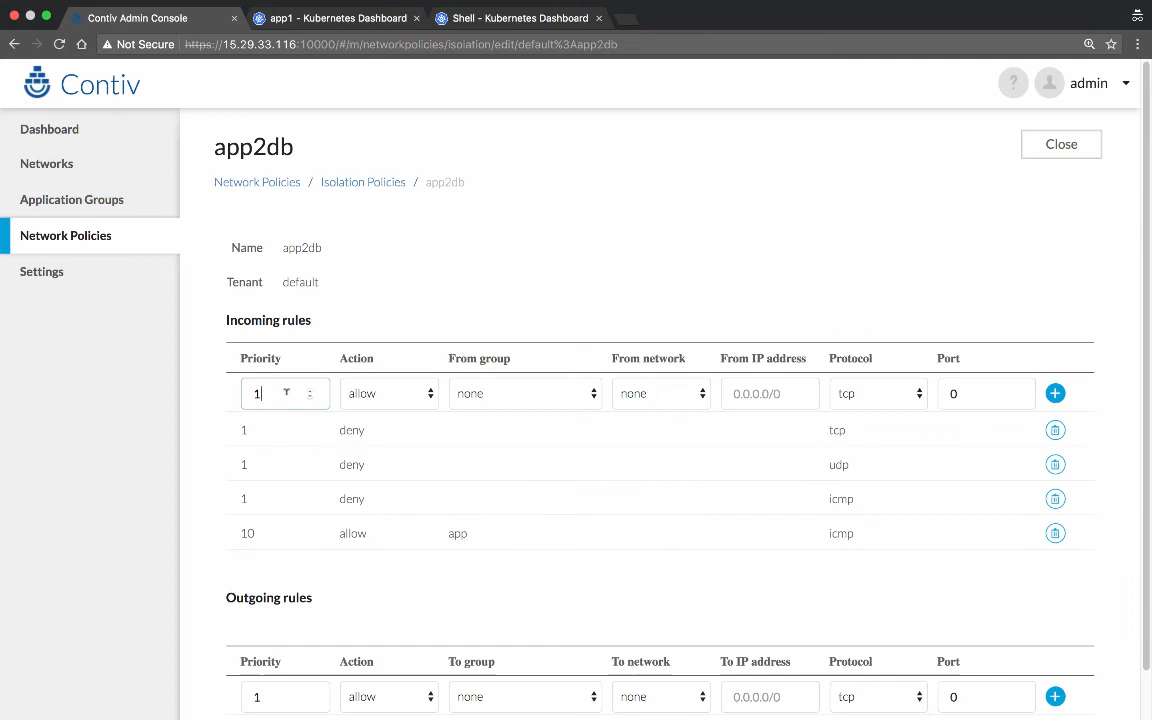 Contiv Admin Console × app1 - Kubernetes Dashboard × Shell - Kubernetes Dashboard ×
Not Secure https://15.29.33.116:10000/#/m/networkpolicies/isolation/edit/default%3Aapp2db
Contiv ? admin
Dashboard
Networks
Application Groups
Network Policies
Settings
app2db Close
Network Policies / Isolation Policies / app2db
Name app2db
Tenant default
Incoming rules
Priority Action From group From network From IP address Protocol Port
1 allow none none 0.0.0.0/0 tcp 0
1 deny tcp
1 deny udp
1 deny icmp
10 allow app icmp
Outgoing rules
Priority Action To group To network To IP address Protocol Port
1 allow none none 0.0.0.0/0 tcp 0